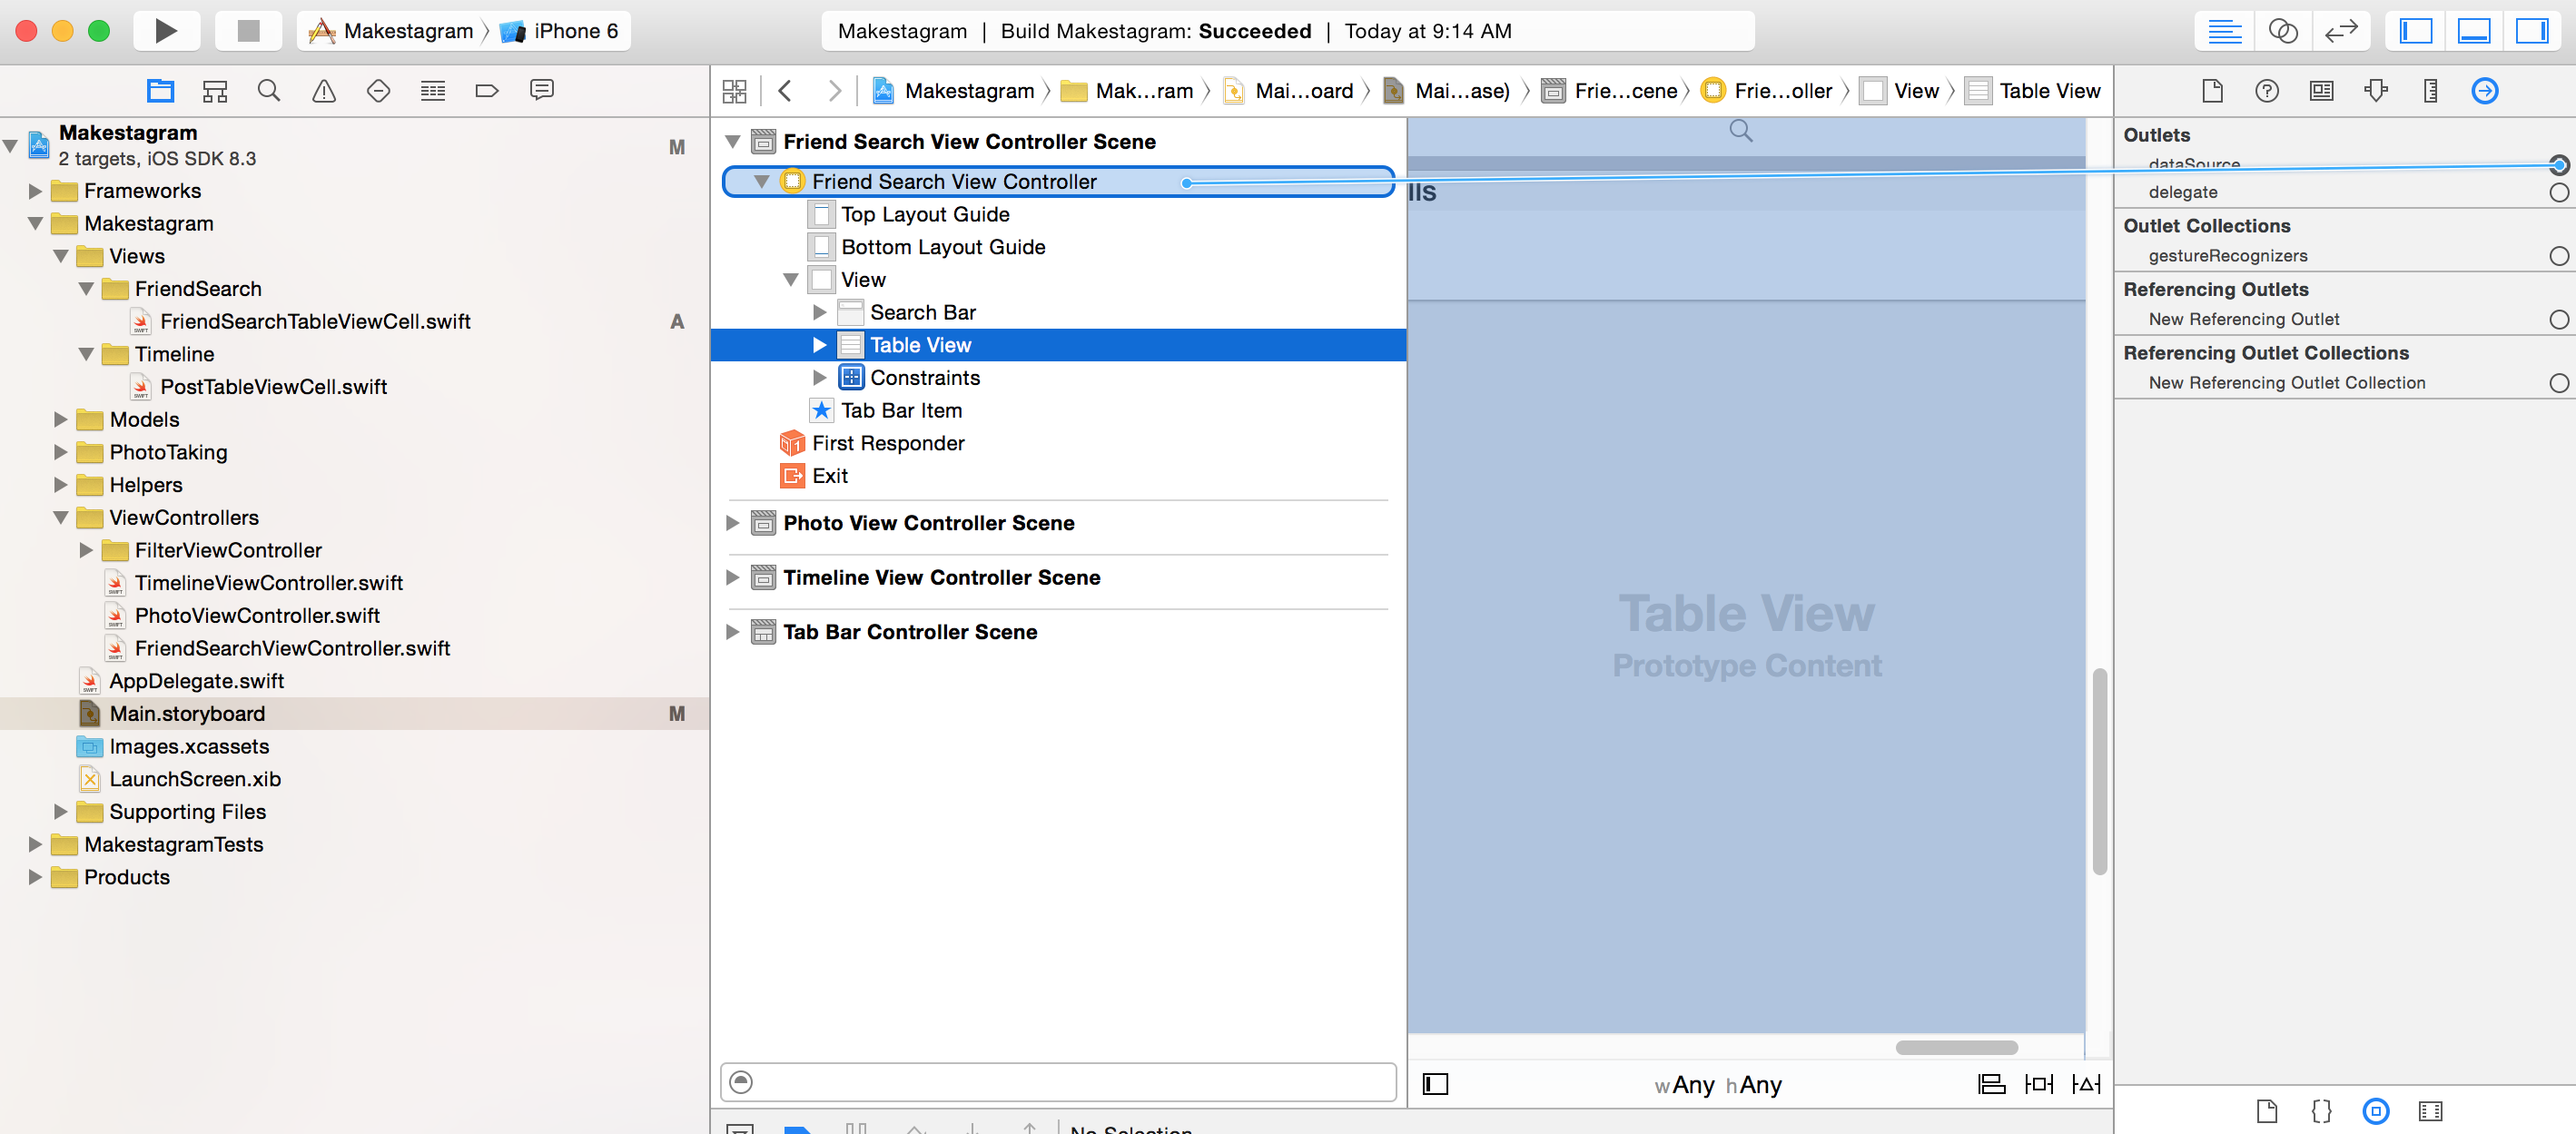 Makestagram 〉 iPhone 6
Makestagram | Build Makestagram: Succeeded | Today at 9:14 AM
Makestagram
2 targets, iOS SDK 8.3
M
Frameworks
Makestagram
Views
FriendSearch
FriendSearchTableViewCell.swift
A
Timeline
PostTableViewCell.swift
Models
PhotoTaking
Helpers
ViewControllers
FilterViewController
TimelineViewController.swift
PhotoViewController.swift
FriendSearchViewController.swift
AppDelegate.swift
Main.storyboard
M
Images.xcassets
LaunchScreen.xib
Supporting Files
MakestagramTests
Products
Makestagram 〉 Mak...ram 〉 Mai...oard 〉 Mai...ase) 〉 Frie...cene 〉 Frie...oller 〉 View 〉 Table View
Friend Search View Controller Scene
Friend Search View Controller
Top Layout Guide
Bottom Layout Guide
View
Search Bar
Table View
Constraints
Tab Bar Item
First Responder
Exit
Photo View Controller Scene
Timeline View Controller Scene
Tab Bar Controller Scene
lls
Table View
Prototype Content
wAny hAny
No Selection
Outlets
dataSource
delegate
Outlet Collections
gestureRecognizers
Referencing Outlets
New Referencing Outlet
Referencing Outlet Collections
New Referencing Outlet Collection